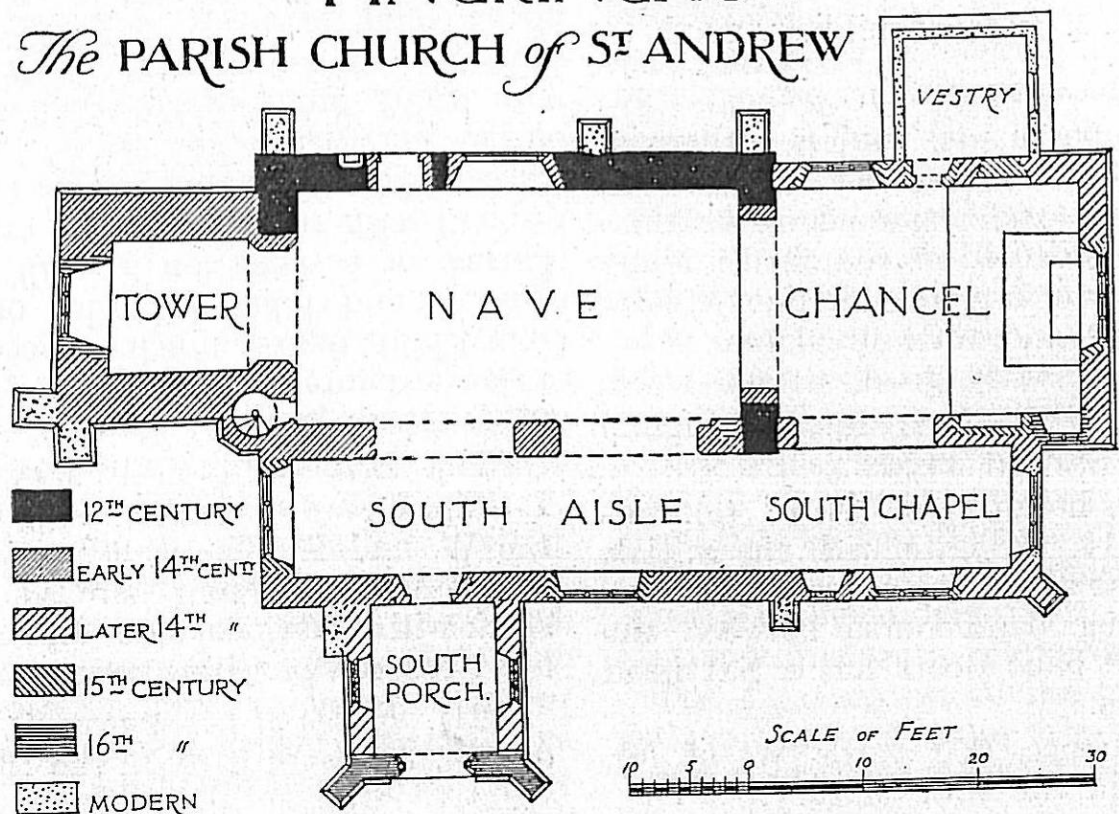 The PARISH CHURCH of ST ANDREW
VESTRY
TOWER
NAVE
CHANCEL
SOUTH AISLE
SOUTH CHAPEL
SOUTH
PORCH.
12TH CENTURY
EARLY 14TH CENTY
LATER 14TH "
15TH CENTURY
16TH "
MODERN
SCALE OF FEET
10 5 0 10 20 30